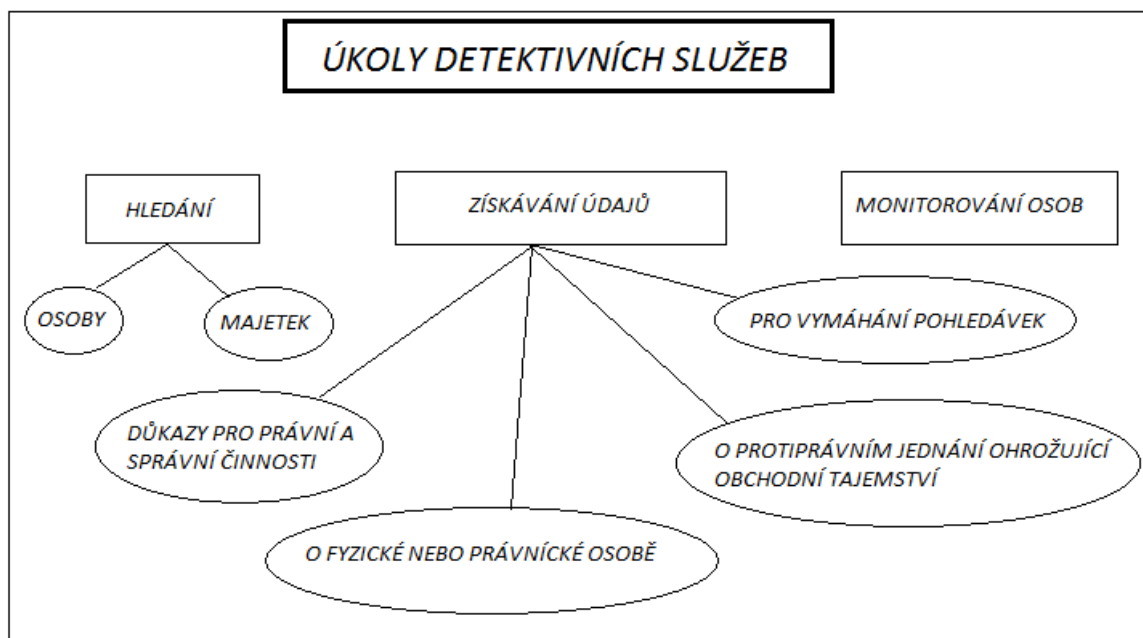 ÚKOLY DETEKTIVNÍCH SLUŽEB
HLEDÁNÍ
ZÍSKÁVÁNÍ ÚDAJŮ
MONITOROVÁNÍ OSOB
OSOBY
MAJETEK
PRO VYMÁHÁNÍ POHLEDÁVEK
DŮKAZY PRO PRÁVNÍ A
SPRÁVNÍ ČINNOSTI
O PROTIPRÁVNÍM JEDNÁNÍ OHROŽUJÍCÍ
OBCHODNÍ TAJEMSTVÍ
O FYZICKÉ NEBO PRÁVNÍCKÉ OSOBĚ